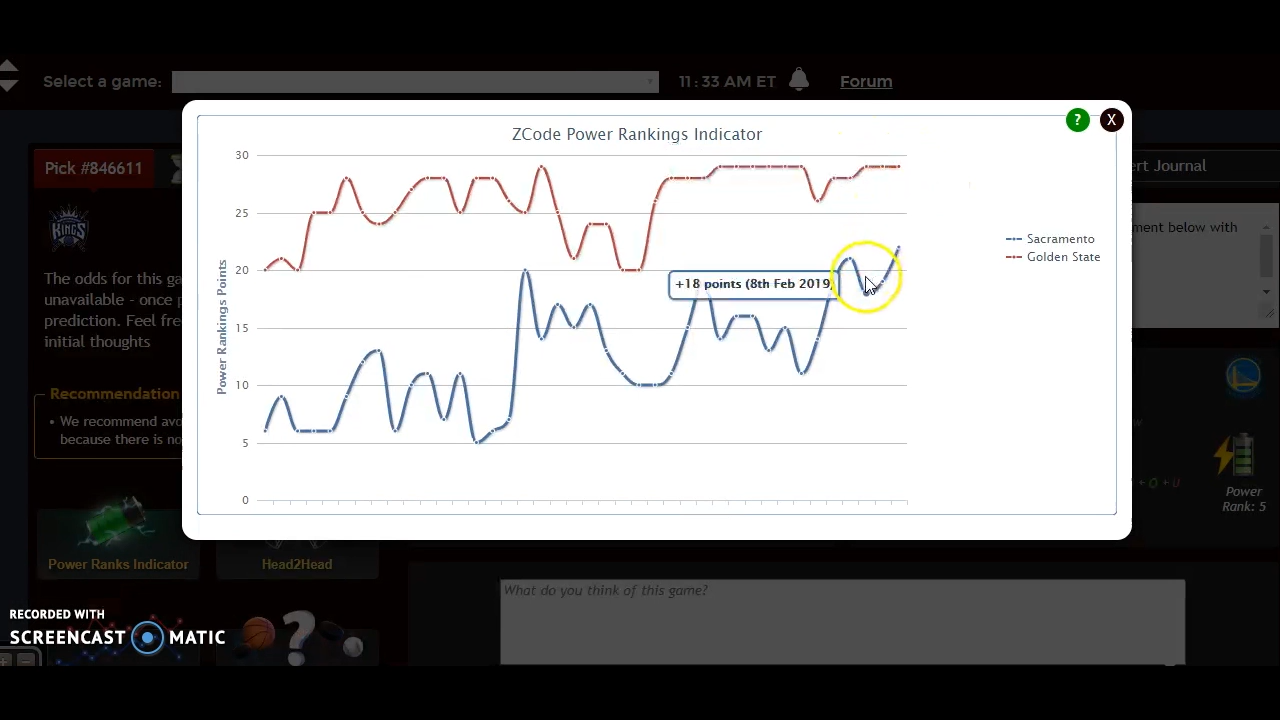 Select a game:
11:33 AM ET
Forum
Pick #846611
KINGS
ert Journal
ZCode Power Rankings Indicator
?
X
ment below with
The odds for this ga
unavailable - once p
prediction. Feel fre
initial thoughts
Recommendation
• We recommend avo
because there is no
Power Rankings Points
30
25
20
15
10
5
0
+18 points (8th Feb 2019)
Sacramento
Golden State
Power
Rank: 5
Power Ranks Indicator
Head2Head
What do you think of this game?
RECORDED WITH
SCREENCAST MATIC